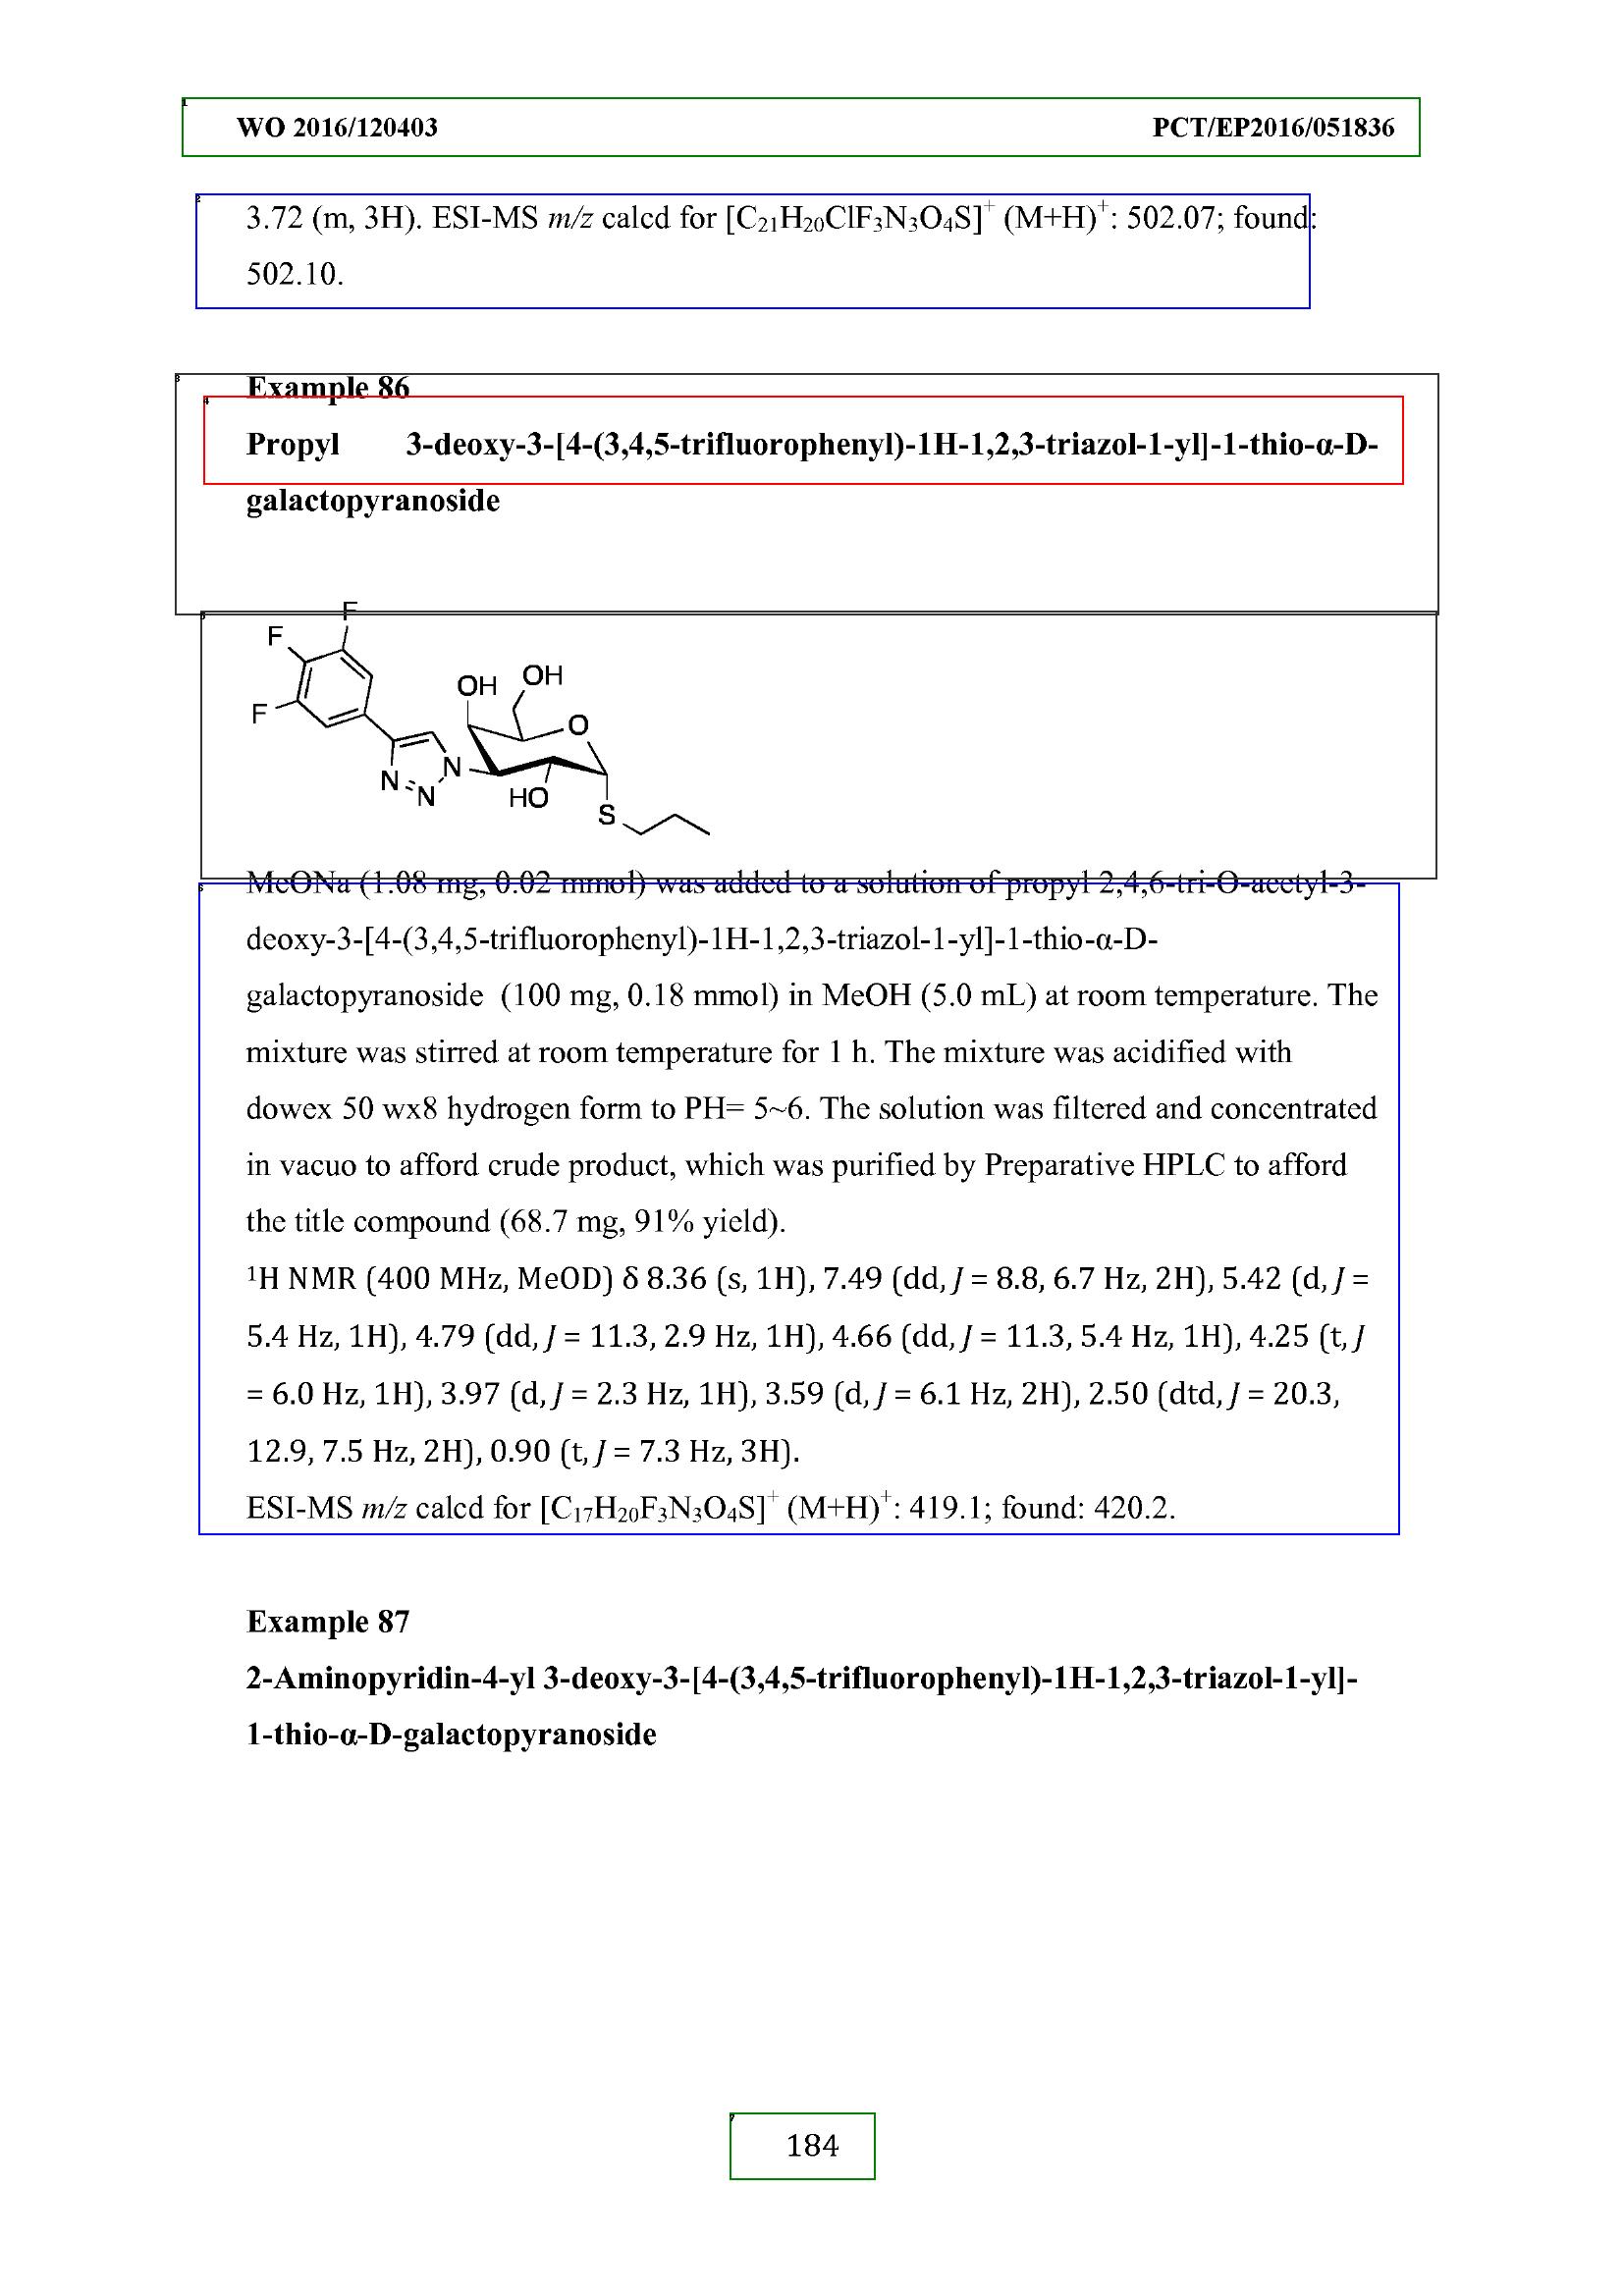 WO 2016/120403 PCT/EP2016/051836
3.72 (m, 3H). ESI-MS m/z calcd for [C₂₁H₂₀ClF₃N₃O₄S]⁺ (M+H)⁺: 502.07; found:
502.10.
Example 86
Propyl 3-deoxy-3-[4-(3,4,5-trifluorophenyl)-1H-1,2,3-triazol-1-yl]-1-thio-α-D-
galactopyranoside
F
F
F
OH
OH
O
N
N
N
HO
S
MeONa (1.08 mg, 0.02 mmol) was added to a solution of propyl 2,4,6-tri-O-acetyl-3-
deoxy-3-[4-(3,4,5-trifluorophenyl)-1H-1,2,3-triazol-1-yl]-1-thio-α-D-
galactopyranoside (100 mg, 0.18 mmol) in MeOH (5.0 mL) at room temperature. The
mixture was stirred at room temperature for 1 h. The mixture was acidified with
dowex 50 wx8 hydrogen form to PH= 5~6. The solution was filtered and concentrated
in vacuo to afford crude product, which was purified by Preparative HPLC to afford
the title compound (68.7 mg, 91% yield).
¹H NMR (400 MHz, MeOD) δ 8.36 (s, 1H), 7.49 (dd, J = 8.8, 6.7 Hz, 2H), 5.42 (d, J =
5.4 Hz, 1H), 4.79 (dd, J = 11.3, 2.9 Hz, 1H), 4.66 (dd, J = 11.3, 5.4 Hz, 1H), 4.25 (t, J
= 6.0 Hz, 1H), 3.97 (d, J = 2.3 Hz, 1H), 3.59 (d, J = 6.1 Hz, 2H), 2.50 (dtd, J = 20.3,
12.9, 7.5 Hz, 2H), 0.90 (t, J = 7.3 Hz, 3H).
ESI-MS m/z calcd for [C₁₇H₂₀F₃N₃O₄S]⁺ (M+H)⁺: 419.1; found: 420.2.
Example 87
2-Aminopyridin-4-yl 3-deoxy-3-[4-(3,4,5-trifluorophenyl)-1H-1,2,3-triazol-1-yl]-
1-thio-α-D-galactopyranoside
184